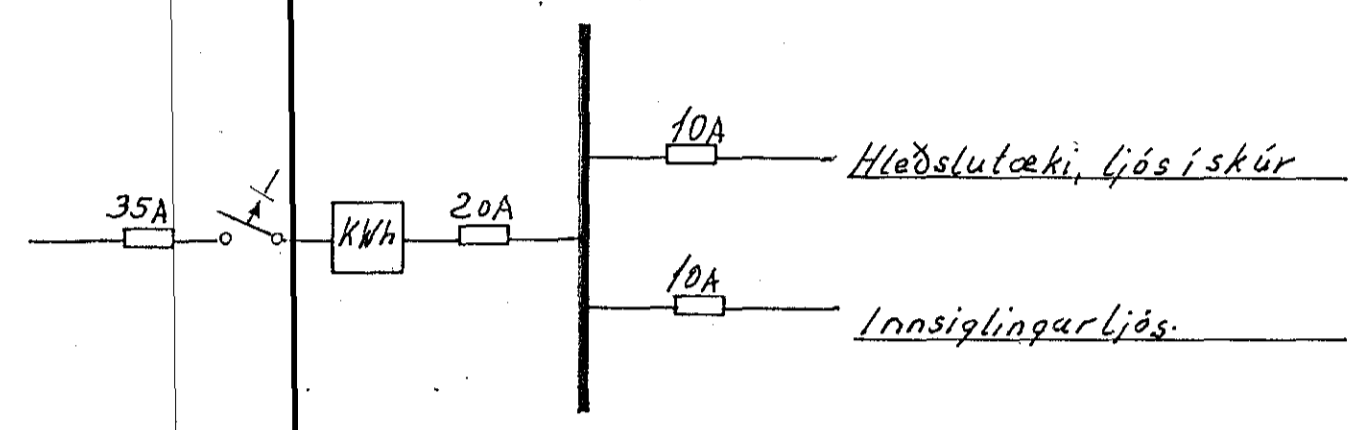 10A
Hleðslutæki, ljós í skúr
35A
KWh
20A
10A
Innsiglingarljós.